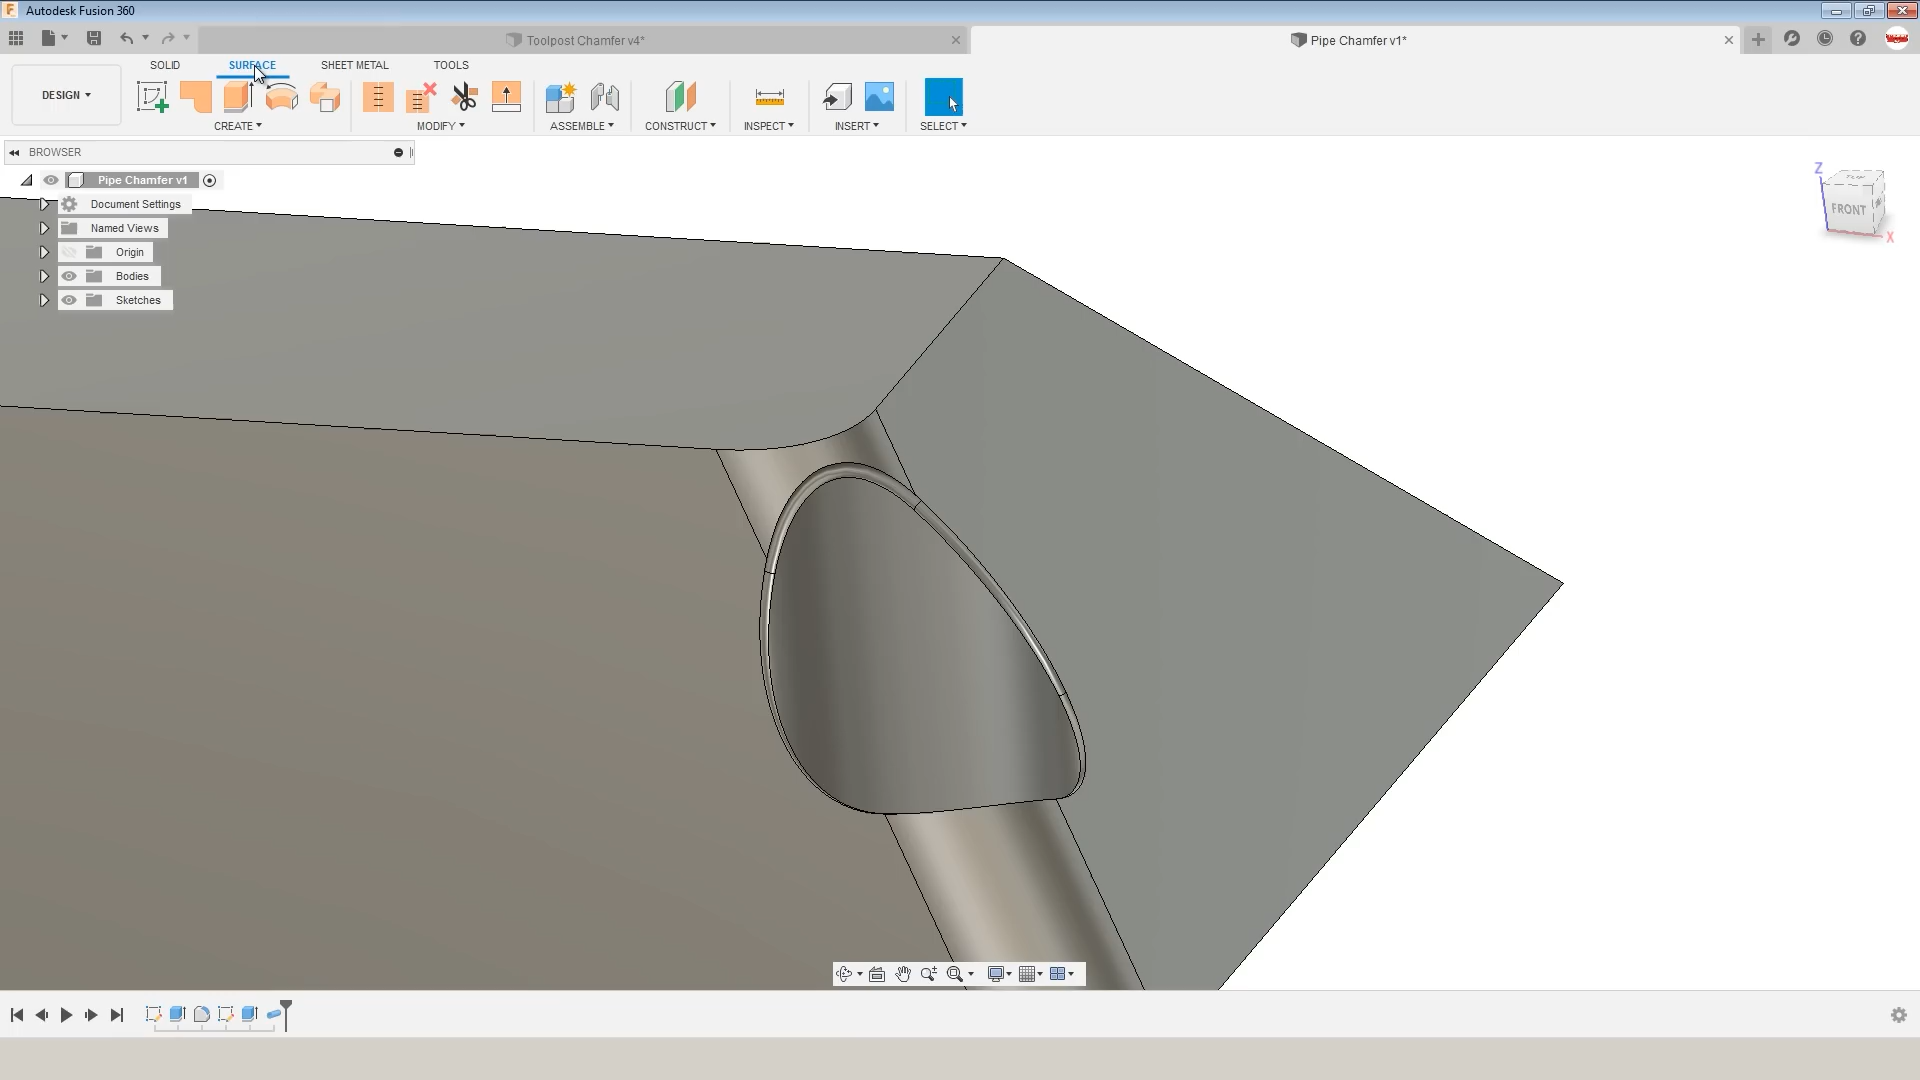 Autodesk Fusion 360
Toolpost Chamfer v4*
Pipe Chamfer v1*
SOLID SURFACE SHEET METAL TOOLS
DESIGN
CREATE MODIFY ASSEMBLE CONSTRUCT INSPECT INSERT SELECT
BROWSER
Pipe Chamfer v1
Document Settings
Named Views
Origin
Bodies
Sketches
Z
TOP
FRONT
X